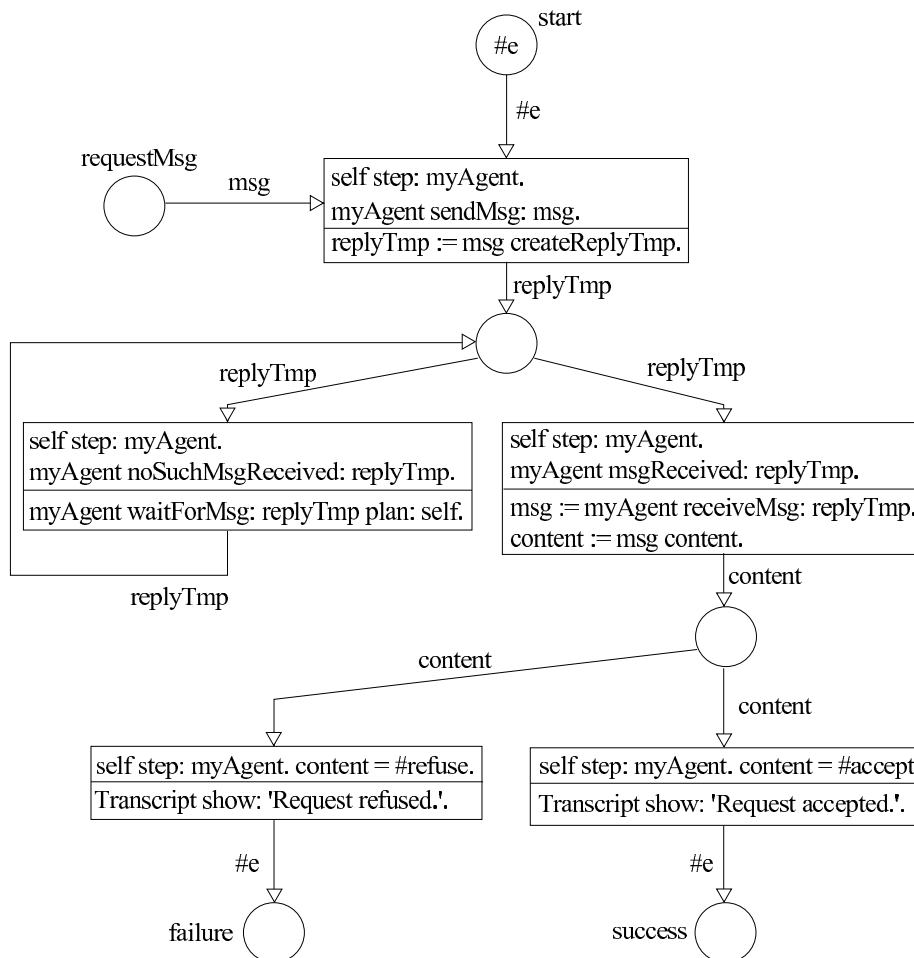 start
#e
#e
requestMsg
msg
self step: myAgent.
myAgent sendMsg: msg.
replyTmp := msg createReplyTmp.
replyTmp
replyTmp
replyTmp
self step: myAgent.
myAgent noSuchMsgReceived: replyTmp.
myAgent waitForMsg: replyTmp plan: self.
replyTmp
self step: myAgent.
myAgent msgReceived: replyTmp.
msg := myAgent receiveMsg: replyTmp.
content := msg content.
content
content
content
self step: myAgent. content = #refuse.
Transcript show: 'Request refused.'.
self step: myAgent. content = #accept
Transcript show: 'Request accepted.'.
#e
#e
failure
success